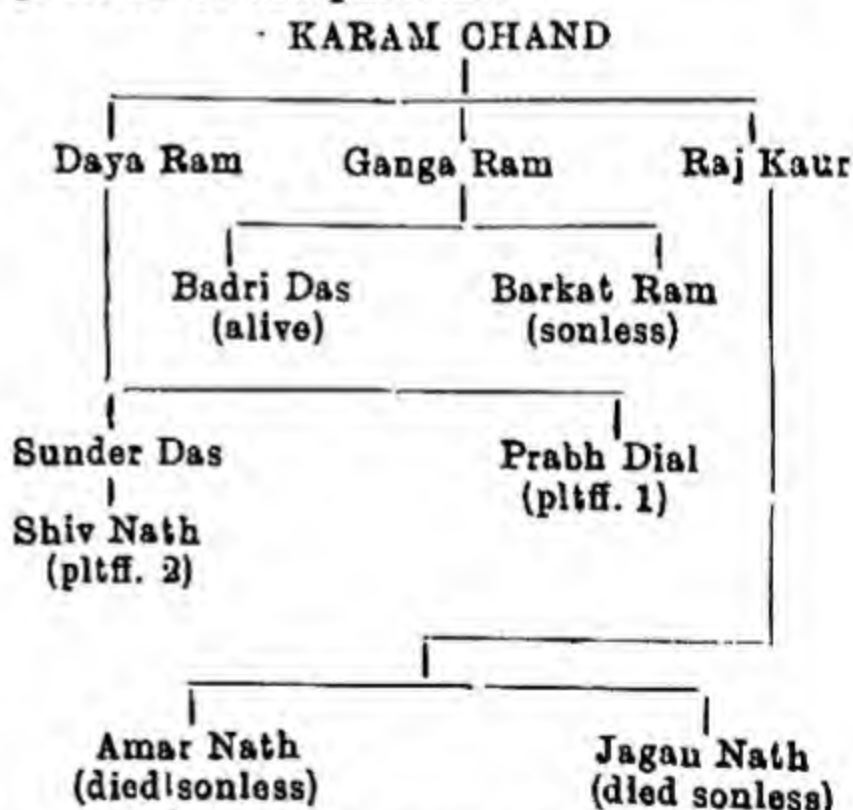 KARAM CHAND
Daya Ram Ganga Ram Raj Kaur
Badri Das Barkat Ram
(alive) (sonless)
Sunder Das Prabh Dial
(pltff. 1)
Shiv Nath
(pltff. 2)
Amar Nath Jagan Nath
(died sonless) (died sonless)